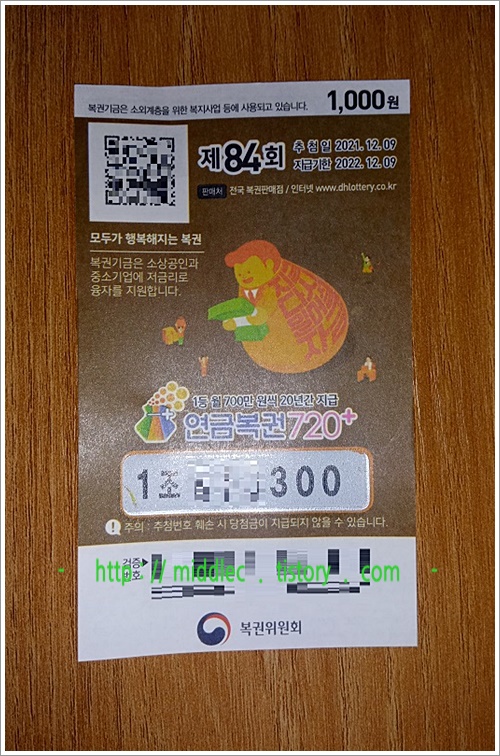 복권기금은 소외계층을 위한 복지사업 등에 사용되고 있습니다. 1,000원
제84회
추첨일 2021. 12. 09
지급기한 2022. 12. 09
판매처 전국 복권판매점 / 인터넷 www.dhlottery.co.kr
모두가 행복해지는 복권
복권기금은 소상공인과
중소기업에 저금리로
융자를 지원합니다.
1등 월 700만 원씩 20년간 지급
연금복권720+
1조 300
! 주의 : 추첨번호 훼손 시 당첨금이 지급되지 않을 수 있습니다.
검증
번호
- http://middlec.tistory.com -
복권위원회